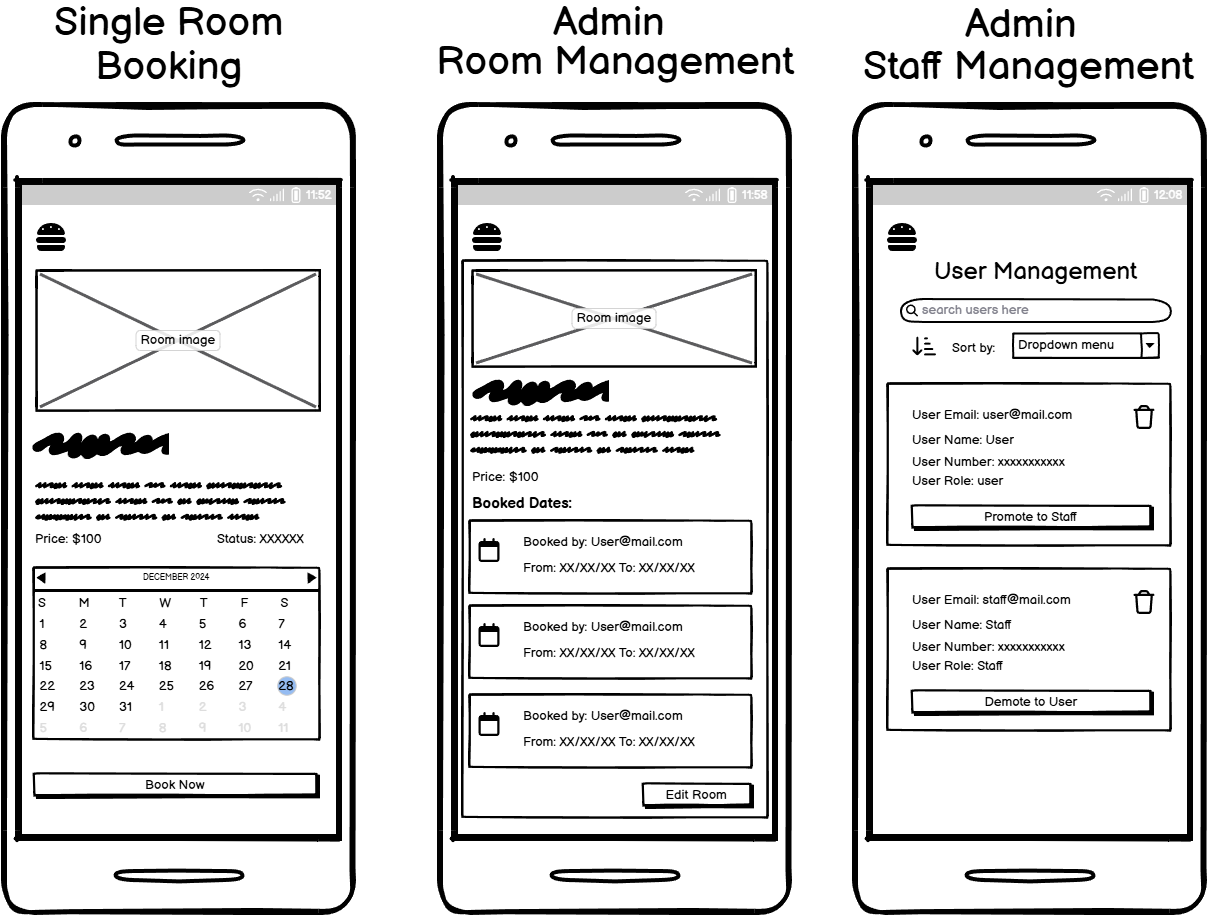 Single Room
Booking
11:52
Room image
Price: $100 Status: XXXXXX
DECEMBER 2024
S M T W T F S
1 2 3 4 5 6 7
8 9 10 11 12 13 14
15 16 17 18 19 20 21
22 23 24 25 26 27 28
29 30 31 1 2 3 4
5 6 7 8 9 10 11
Book Now
Admin
Room Management
11:58
Room image
Price: $100
Booked Dates:
Booked by: User@mail.com
From: XX/XX/XX To: XX/XX/XX
Booked by: User@mail.com
From: XX/XX/XX To: XX/XX/XX
Booked by: User@mail.com
From: XX/XX/XX To: XX/XX/XX
Edit Room
Admin
Staff Management
12:08
User Management
search users here
Sort by: Dropdown menu
User Email: user@mail.com
User Name: User
User Number: xxxxxxxxxxx
User Role: user
Promote to Staff
User Email: staff@mail.com
User Name: Staff
User Number: xxxxxxxxxxx
User Role: Staff
Demote to User